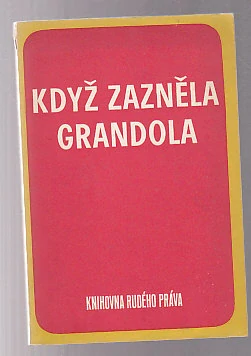 KDYŽ ZAZNĚLA
GRANDOLA
KNIHOVNA RUDÉHO PRÁVA